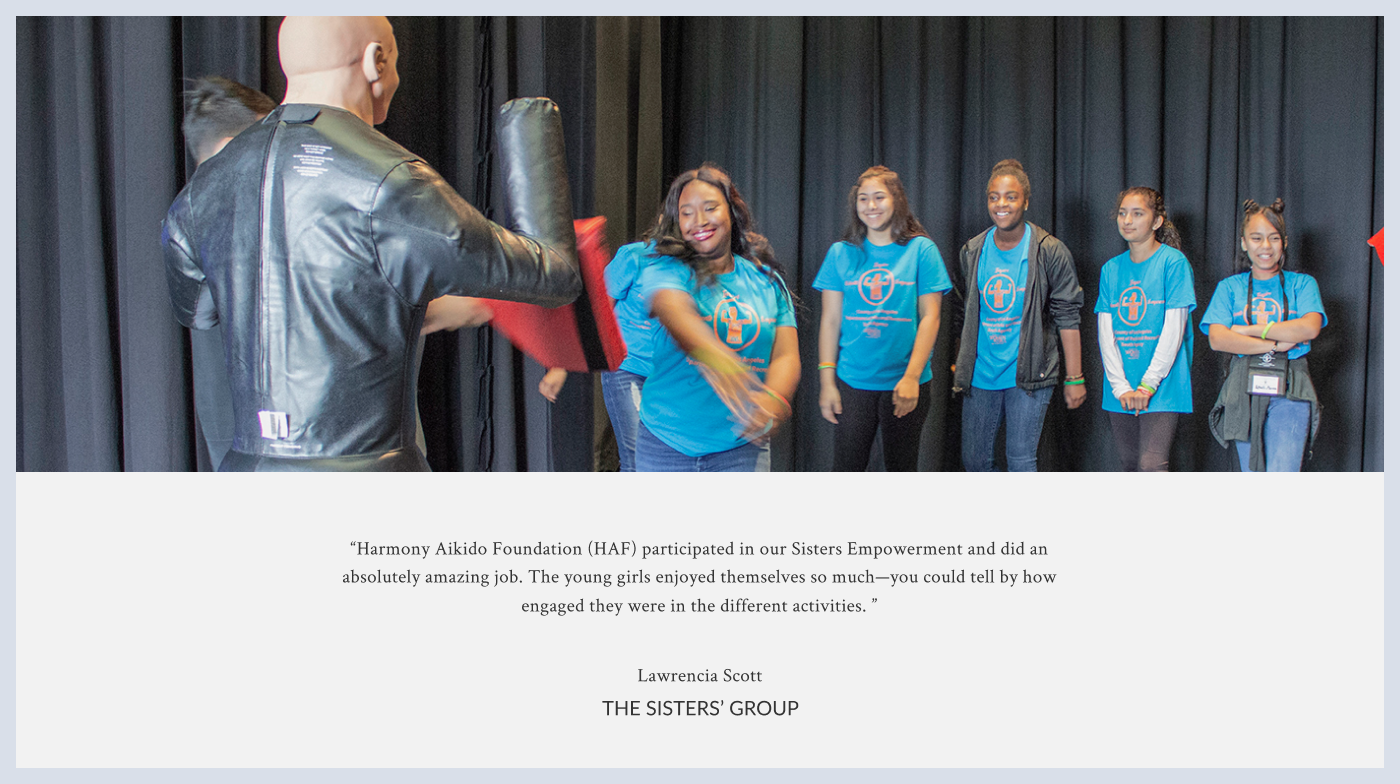 “Harmony Aikido Foundation (HAF) participated in our Sisters Empowerment and did an
absolutely amazing job. The young girls enjoyed themselves so much—you could tell by how
engaged they were in the different activities. ”
Lawrencia Scott
THE SISTERS’ GROUP